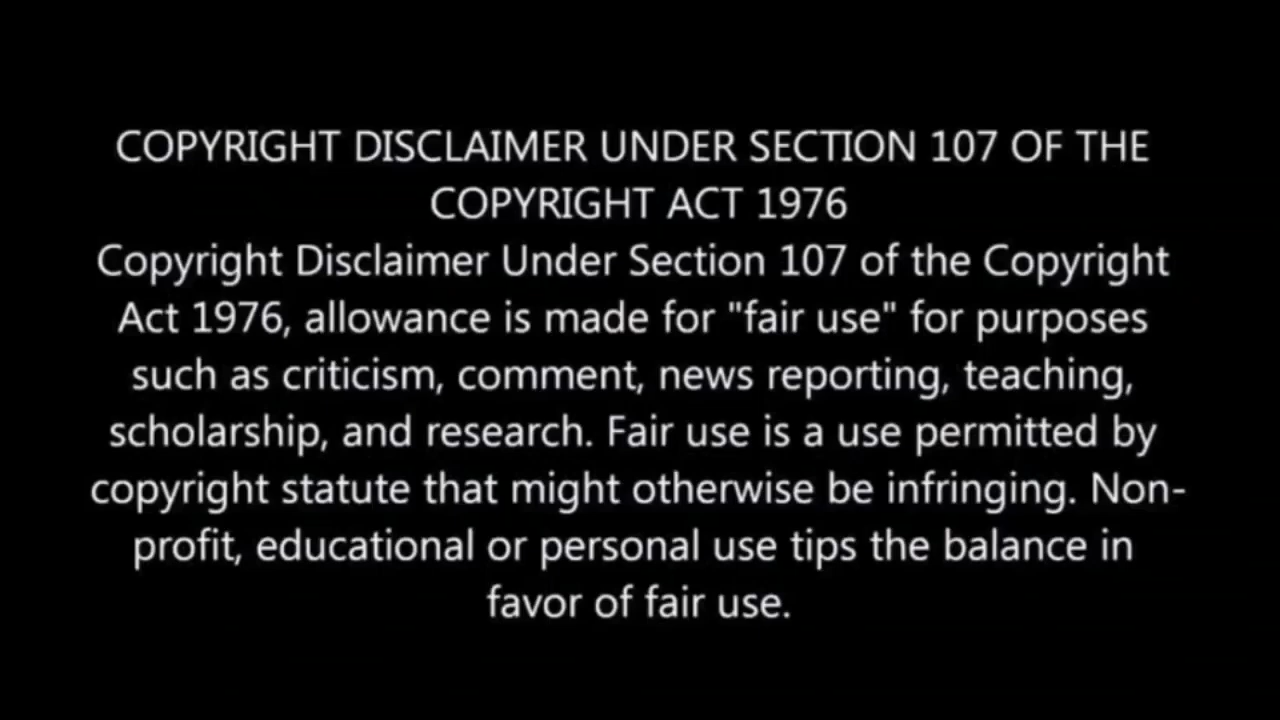 COPYRIGHT DISCLAIMER UNDER SECTION 107 OF THE
COPYRIGHT ACT 1976
Copyright Disclaimer Under Section 107 of the Copyright
Act 1976, allowance is made for "fair use" for purposes
such as criticism, comment, news reporting, teaching,
scholarship, and research. Fair use is a use permitted by
copyright statute that might otherwise be infringing. Non-
profit, educational or personal use tips the balance in
favor of fair use.